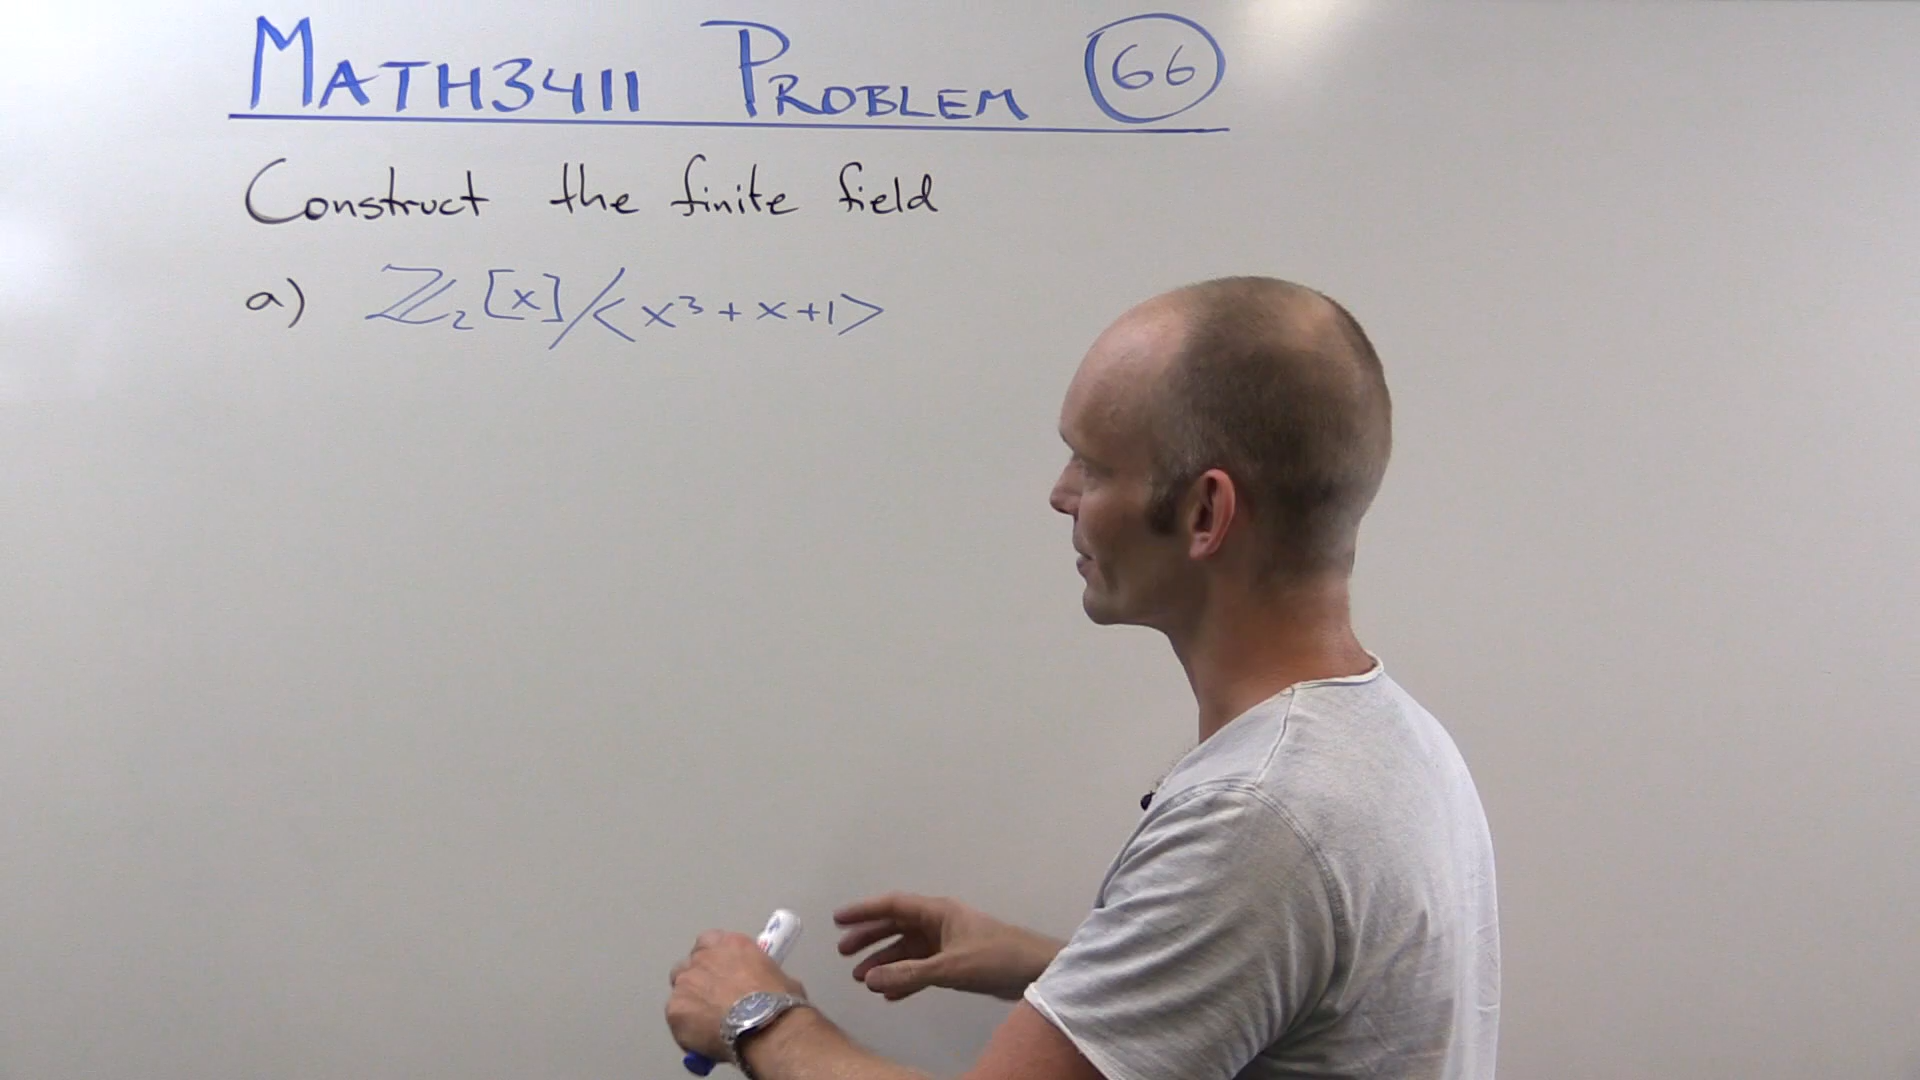 MATH3411 PROBLEM 66
Construct the finite field
a) ℤ₂[x]/<x³+x+1>